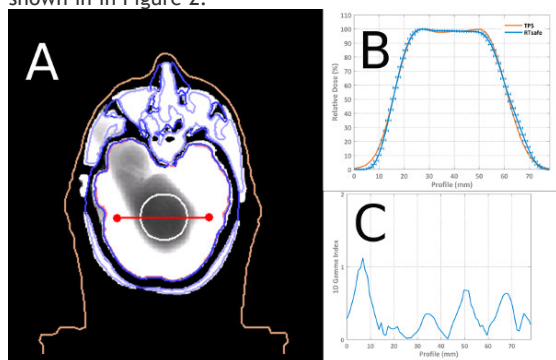 shown in in Figure 2.
A
B
TPS
RTsafe
Relative Dose (%)
110
100
90
80
70
60
50
40
30
20
10
0
0 10 20 30 40 50 60 70
Profile (mm)
C
1D Gamma Index
2
1
0
0 10 20 30 40 50 60 70
Profile (mm)